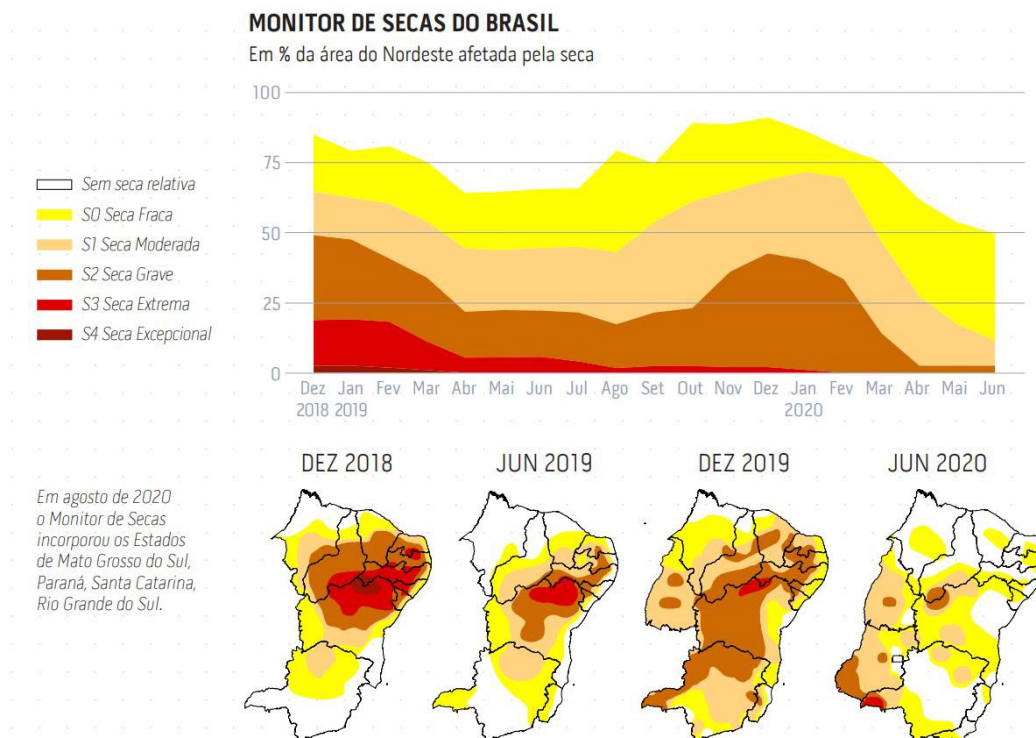 MONITOR DE SECAS DO BRASIL
Em % da área do Nordeste afetada pela seca
100
75
50
25
0
Sem seca relativa
S0 Seca Fraca
S1 Seca Moderada
S2 Seca Grave
S3 Seca Extrema
S4 Seca Excepcional
Dez Jan Fev Mar Abr Mai Jun Jul Ago Set Out Nov Dez Jan Fev Mar Abr Mai Jun
2018 2019 2020
DEZ 2018 JUN 2019 DEZ 2019 JUN 2020
Em agosto de 2020
o Monitor de Secas
incorporou os Estados
de Mato Grosso do Sul,
Paraná, Santa Catarina,
Rio Grande do Sul.